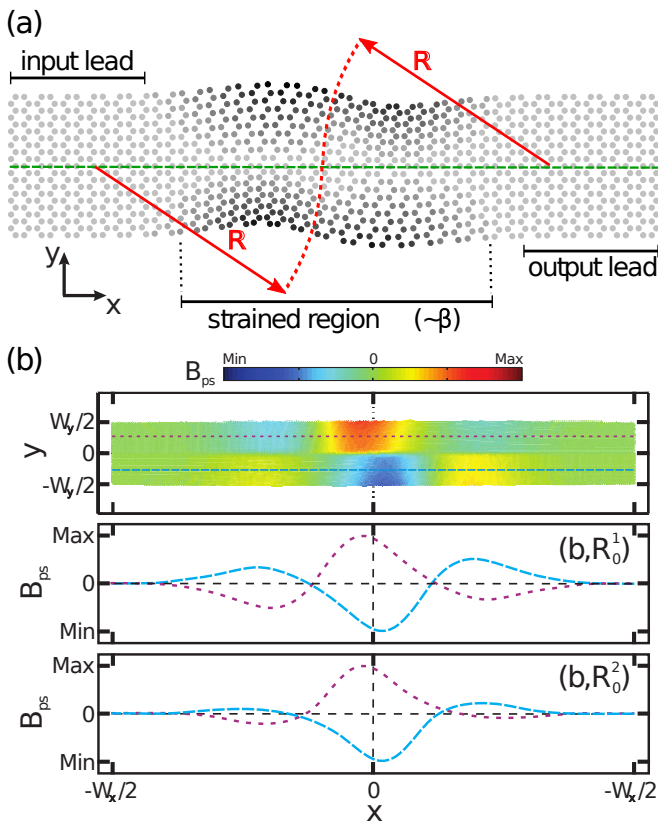 (a)
input lead
R
R
y
x
output lead
strained region (~β)
(b)
B_ps Min 0 Max
W_y/2
y 0
-W_y/2
Max
(b,R_0^1)
B_ps 0
Min
Max
(b,R_0^2)
B_ps 0
Min
-W_x/2 0 -W_x/2
x